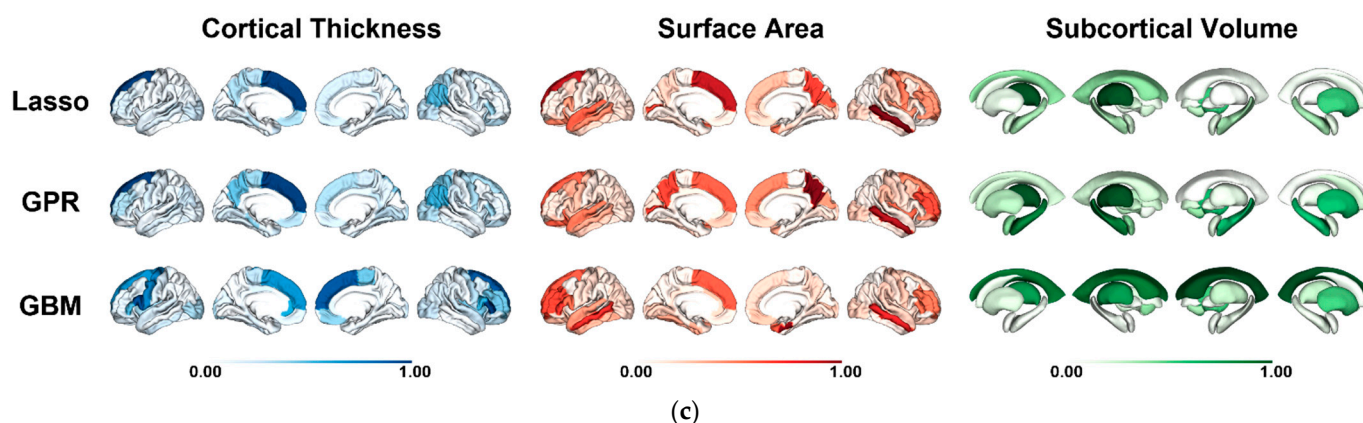 Cortical Thickness Surface Area Subcortical Volume
Lasso
GPR
GBM
0.00 1.00 0.00 1.00 0.00 1.00
(c)